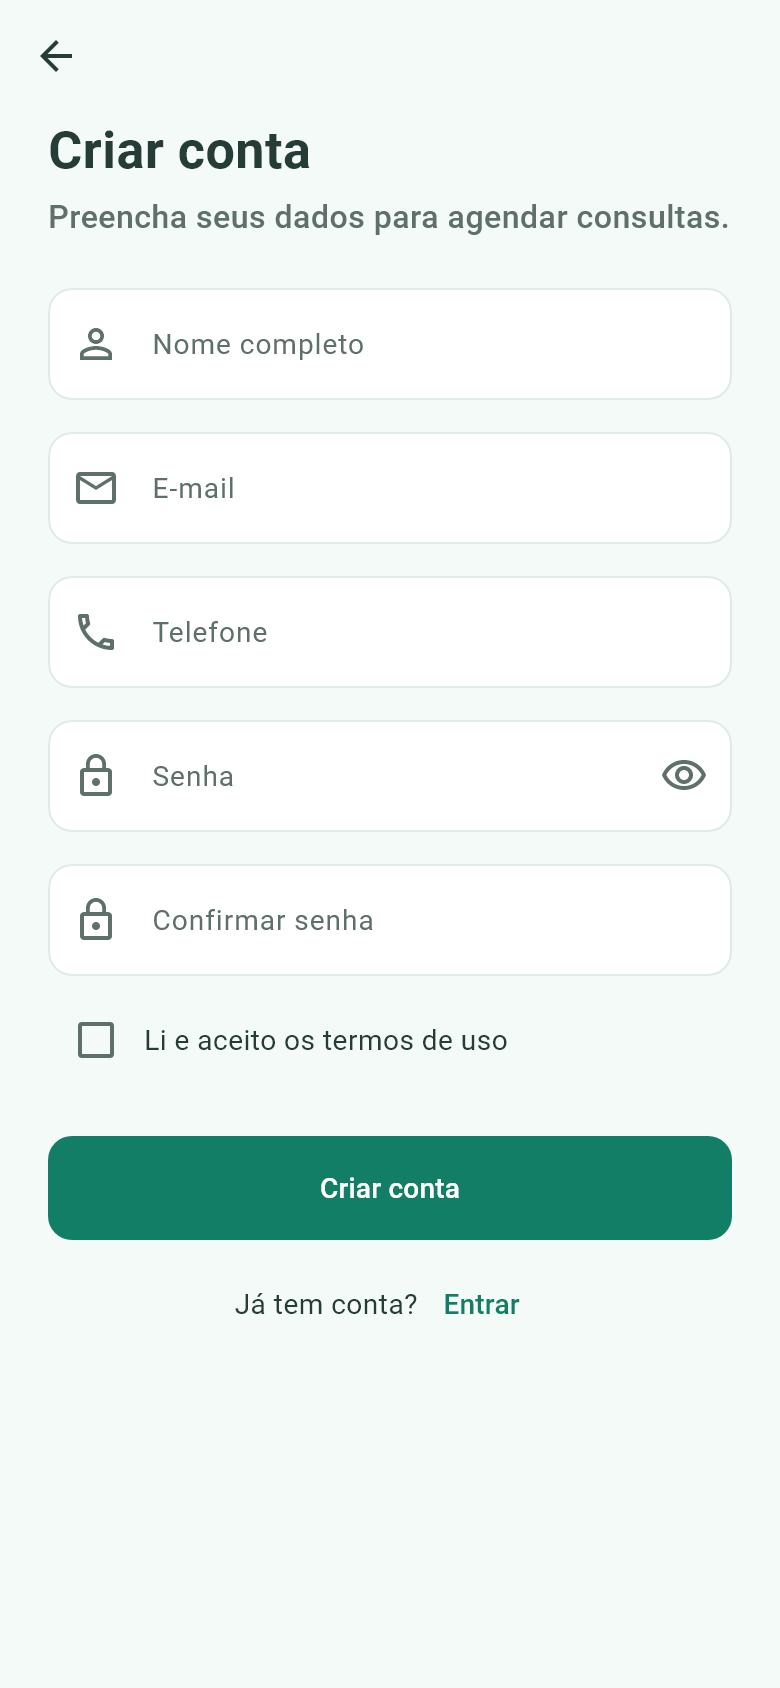 Criar conta
Preencha seus dados para agendar consultas.
Nome completo
E-mail
Telefone
Senha
Confirmar senha
Li e aceito os termos de uso
Criar conta
Já tem conta? Entrar